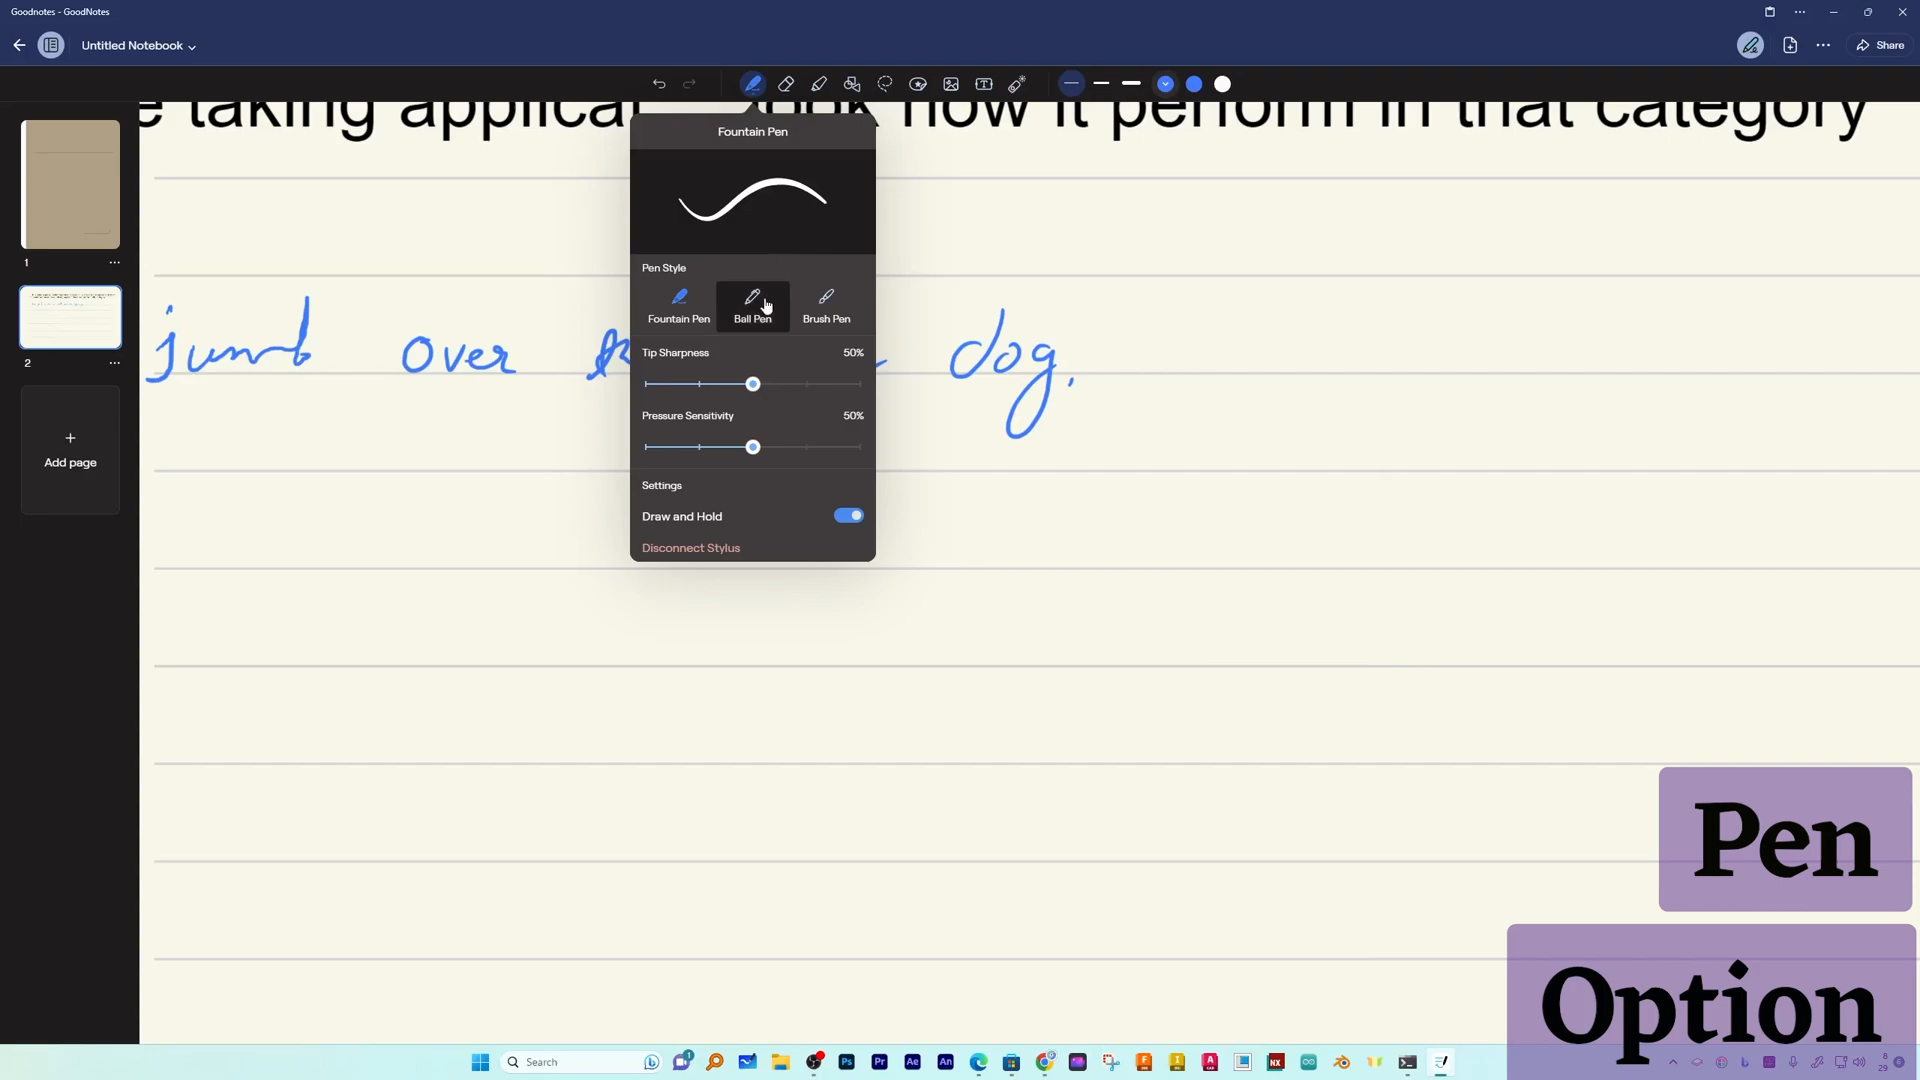 Goodnotes - GoodNotes
Untitled Notebook
Share
e taking applica look how it perform in that category
Fountain Pen
Pen Style
Fountain Pen Ball Pen Brush Pen
jumb over dog.
Tip Sharpness 50%
Pressure Sensitivity 50%
Settings
Draw and Hold
Disconnect Stylus
1
2
+
Add page
Pen
Option
Search